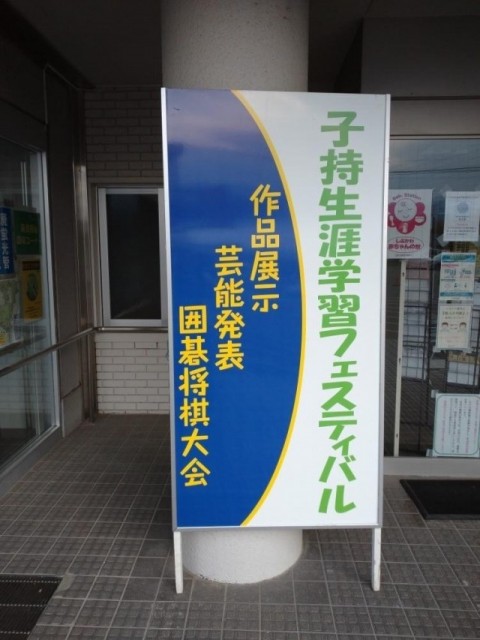 子持生涯学習フェスティバル
作品展示
芸能発表
囲碁将棋大会